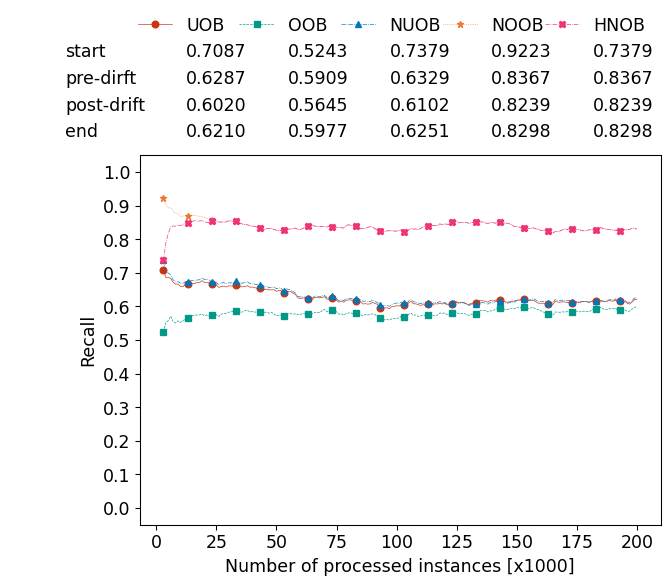 UOB OOB NUOB NOOB HNOB
start 0.7087 0.5243 0.7379 0.9223 0.7379
pre-dirft 0.6287 0.5909 0.6329 0.8367 0.8367
post-drift 0.6020 0.5645 0.6102 0.8239 0.8239
end 0.6210 0.5977 0.6251 0.8298 0.8298
1.0
0.9
0.8
0.7
0.6
0.5
0.4
0.3
0.2
0.1
0.0
Recall
0 25 50 75 100 125 150 175 200
Number of processed instances [x1000]